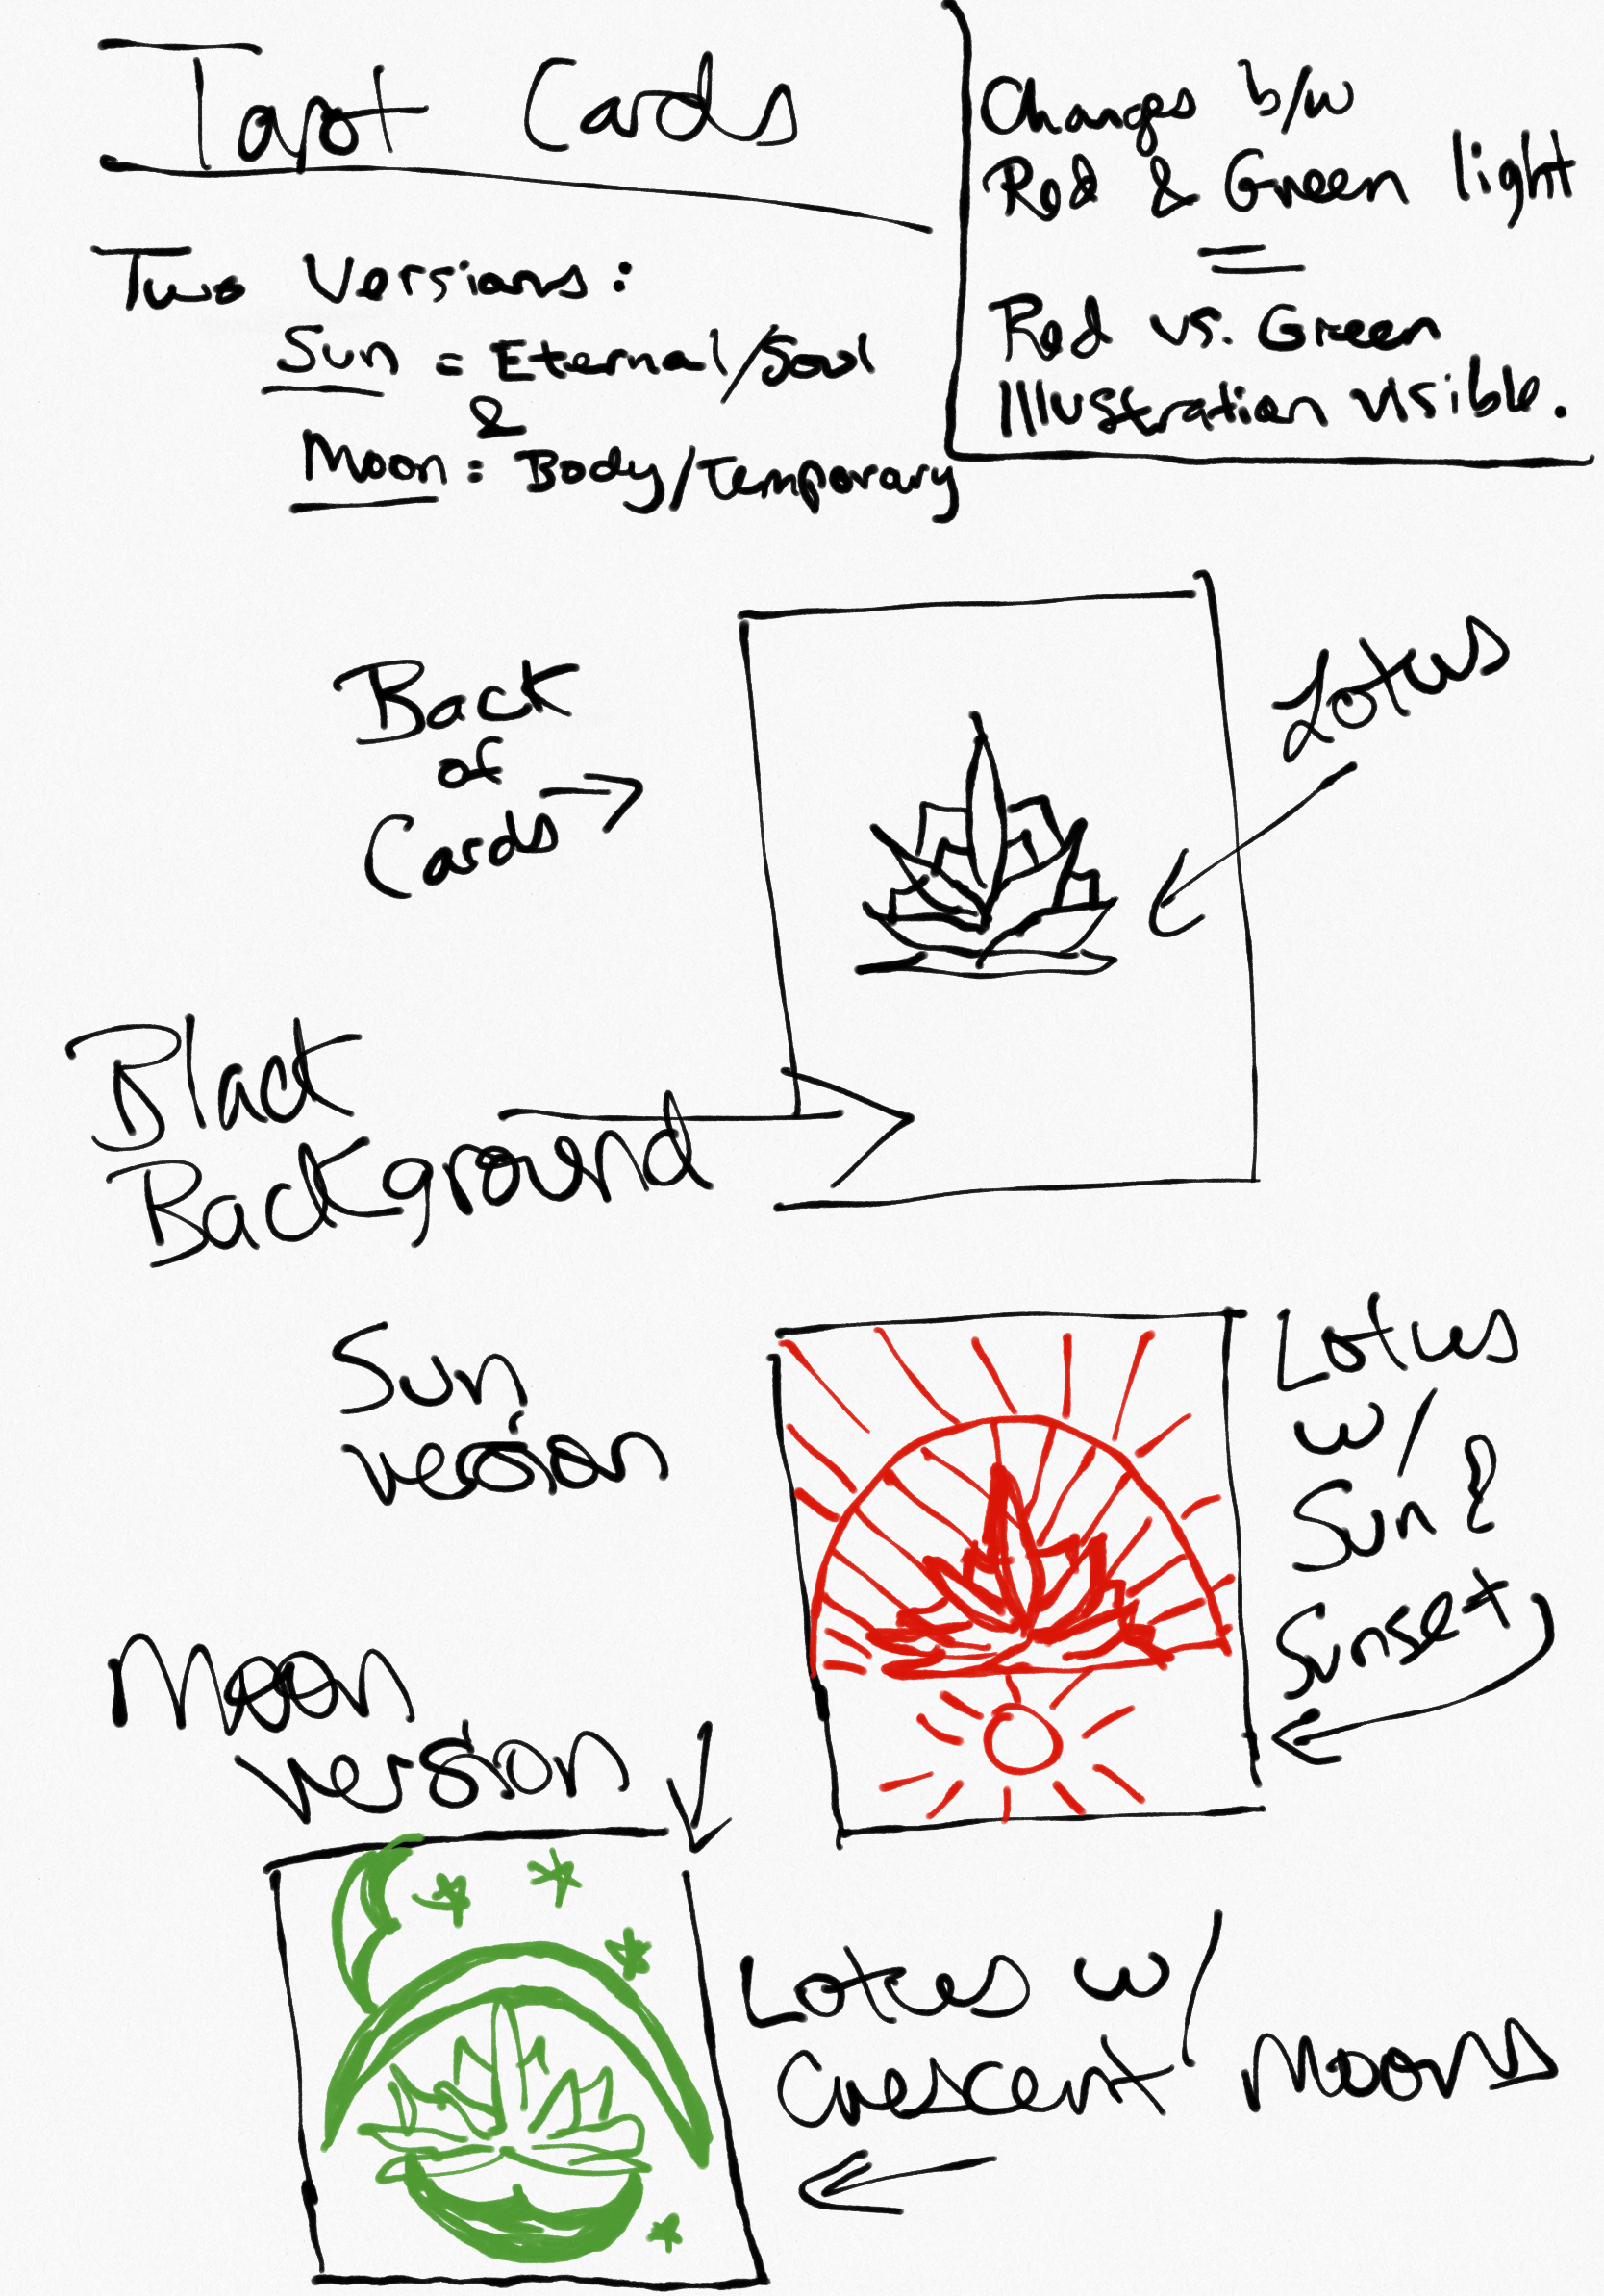 Tarot Cards
Changes b/w
Red & Green light
Red vs. Green
Illustration visible.
Two Versions:
Sun = Eternal/Soul
&
Moon = Body/Temporary
Back
of
Cards
Lotus
Black
Background
Sun
version
Lotus
w/
Sun &
Sunset
Moon
version
Lotus w/
Crescent Moons